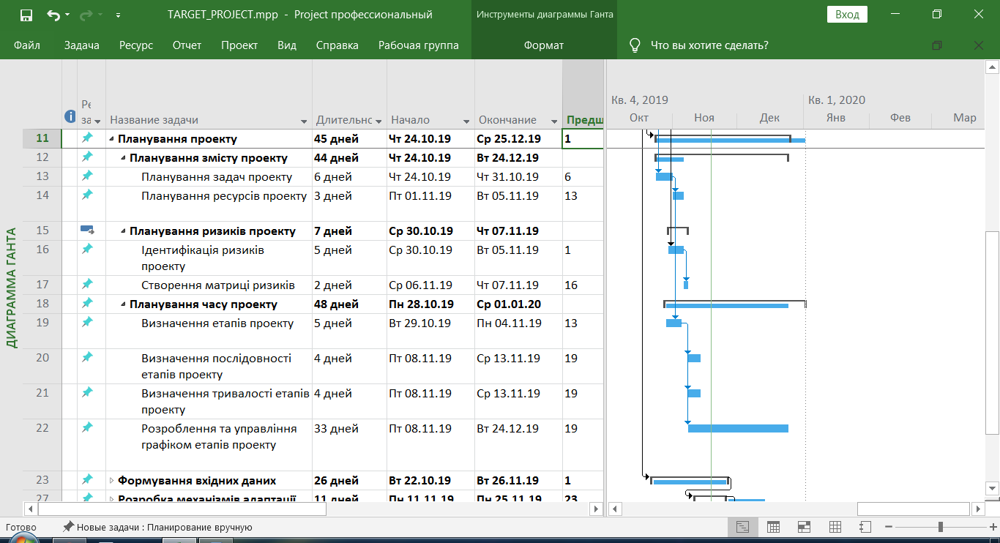 TARGET_PROJECT.mpp - Project профессиональный
Инструменты диаграммы Ганта
Вход
Файл Задача Ресурс Отчет Проект Вид Справка Рабочая группа Формат Что вы хотите сделать?
Кв. 4, 2019 Кв. 1, 2020
Ре
за Название задачи Длительнс Начало Окончание Предш
Окт Ноя Дек Янв Фев Мар
ДИАГРАММА ГАНТА
11 Планування проекту 45 дней Чт 24.10.19 Ср 25.12.19 1
12 Планування змісту проекту 44 дней Чт 24.10.19 Вт 24.12.19
13 Планування задач проекту 6 дней Чт 24.10.19 Чт 31.10.19 6
14 Планування ресурсів проекту 3 дней Пт 01.11.19 Вт 05.11.19 13
15 Планування ризиків проекту 7 дней Ср 30.10.19 Чт 07.11.19
16 Ідентифікація ризиків 5 дней Ср 30.10.19 Вт 05.11.19 1
проекту
17 Створення матриці ризиків 2 дней Ср 06.11.19 Чт 07.11.19 16
18 Планування часу проекту 48 дней Пн 28.10.19 Ср 01.01.20
19 Визначення етапів проекту 5 дней Вт 29.10.19 Пн 04.11.19 13
20 Визначення послідовності 4 дней Пт 08.11.19 Ср 13.11.19 19
етапів проекту
21 Визначення тривалості етапів 4 дней Пт 08.11.19 Ср 13.11.19 19
проекту
22 Розроблення та управління 33 дней Пт 08.11.19 Вт 24.12.19 19
графіком етапів проекту
23 Формування вхідних даних 26 дней Вт 22.10.19 Вт 26.11.19 1
27 Розробка механізмів адаптації 11 дней Пн 11.11.19 Пн 25.11.19 23
Готово Новые задачи : Планирование вручную